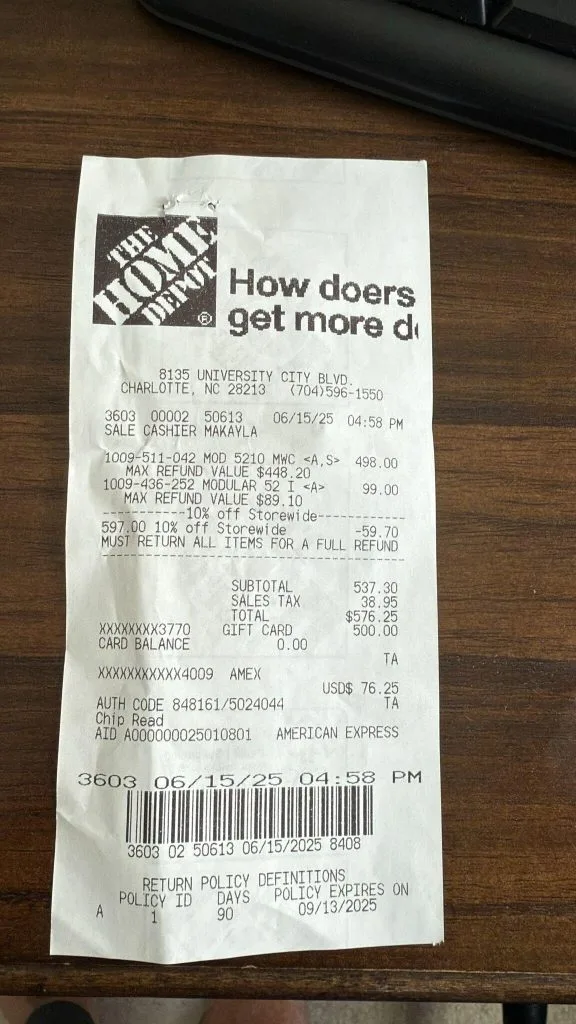 THE
HOME
DEPOT
®
How doers
get more d
8135 UNIVERSITY CITY BLVD.
CHARLOTTE, NC 28213 (704)596-1550
3603 00002 50613 06/15/25 04:58 PM
SALE CASHIER MAKAYLA
1009-511-042 MOD 5210 MWC <A,S> 498.00
MAX REFUND VALUE $448.20
1009-436-252 MODULAR 52 I <A> 99.00
MAX REFUND VALUE $89.10
-----------10% off Storewide------------
597.00 10% off Storewide -59.70
MUST RETURN ALL ITEMS FOR A FULL REFUND
----------------------------------------
SUBTOTAL 537.30
SALES TAX 38.95
TOTAL $576.25
XXXXXXXX3770 GIFT CARD 500.00
CARD BALANCE 0.00
TA
XXXXXXXXXXX4009 AMEX
USD$ 76.25
AUTH CODE 848161/5024044 TA
Chip Read
AID A000000025010801 AMERICAN EXPRESS
3603 06/15/25 04:58 PM
3603 02 50613 06/15/2025 8408
RETURN POLICY DEFINITIONS
POLICY ID DAYS POLICY EXPIRES ON
A 1 90 09/13/2025